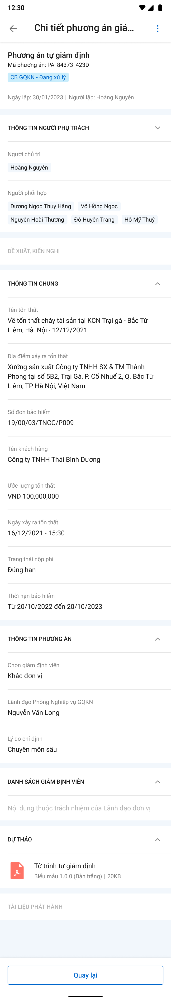 12:30
Chi tiết phương án giá...
Phương án tự giám định
Mã phương án: PA_84373_423D
CB GQKN - Đang xử lý
Ngày lập: 30/01/2023 | Người lập: Hoàng Nguyễn
THÔNG TIN NGƯỜI PHỤ TRÁCH
Người chủ trì
Hoàng Nguyễn
Người phối hợp
Dương Ngọc Thuý Hằng Võ Hồng Ngọc
Nguyễn Hoài Thương Đỗ Huyền Trang Hồ Mỹ Thuý
ĐỀ XUẤT, KIẾN NGHỊ
THÔNG TIN CHUNG
Tên tổn thất
Về tổn thất cháy tài sản tại KCN Trại gà - Bắc Từ
Liêm, Hà  Nội - 12/12/2021
Địa điểm xảy ra tổn thất
Xưởng sản xuất Công ty TNHH SX & TM Thành
Phong tại số 5B2, Trại Gà, P. Cổ Nhuế 2, Q. Bắc Từ
Liêm, TP Hà Nội, Việt Nam
Số đơn bảo hiểm
19/00/03/TNCC/P009
Tên khách hàng
Công ty TNHH Thái Bình Dương
Ước lượng tổn thất
VND 100,000,000
Ngày xảy ra tổn thất
16/12/2021 - 15:30
Trạng thái nộp phí
Đúng hạn
Thời hạn bảo hiểm
Từ 20/10/2022 đến 20/10/2023
THÔNG TIN PHƯƠNG ÁN
Chọn giám định viên
Khác đơn vị
Lãnh đạo Phòng Nghiệp vụ GQKN
Nguyễn Văn Long
Lý do chỉ định
Chuyên môn sâu
DANH SÁCH GIÁM ĐỊNH VIÊN
Nội dung thuộc trách nhiệm của Lãnh đạo đơn vị
DỰ THẢO
Tờ trình tự giám định
Biểu mẫu 1.0.0 (Bản trắng) | 20KB
TÀI LIỆU PHÁT HÀNH
Quay lại